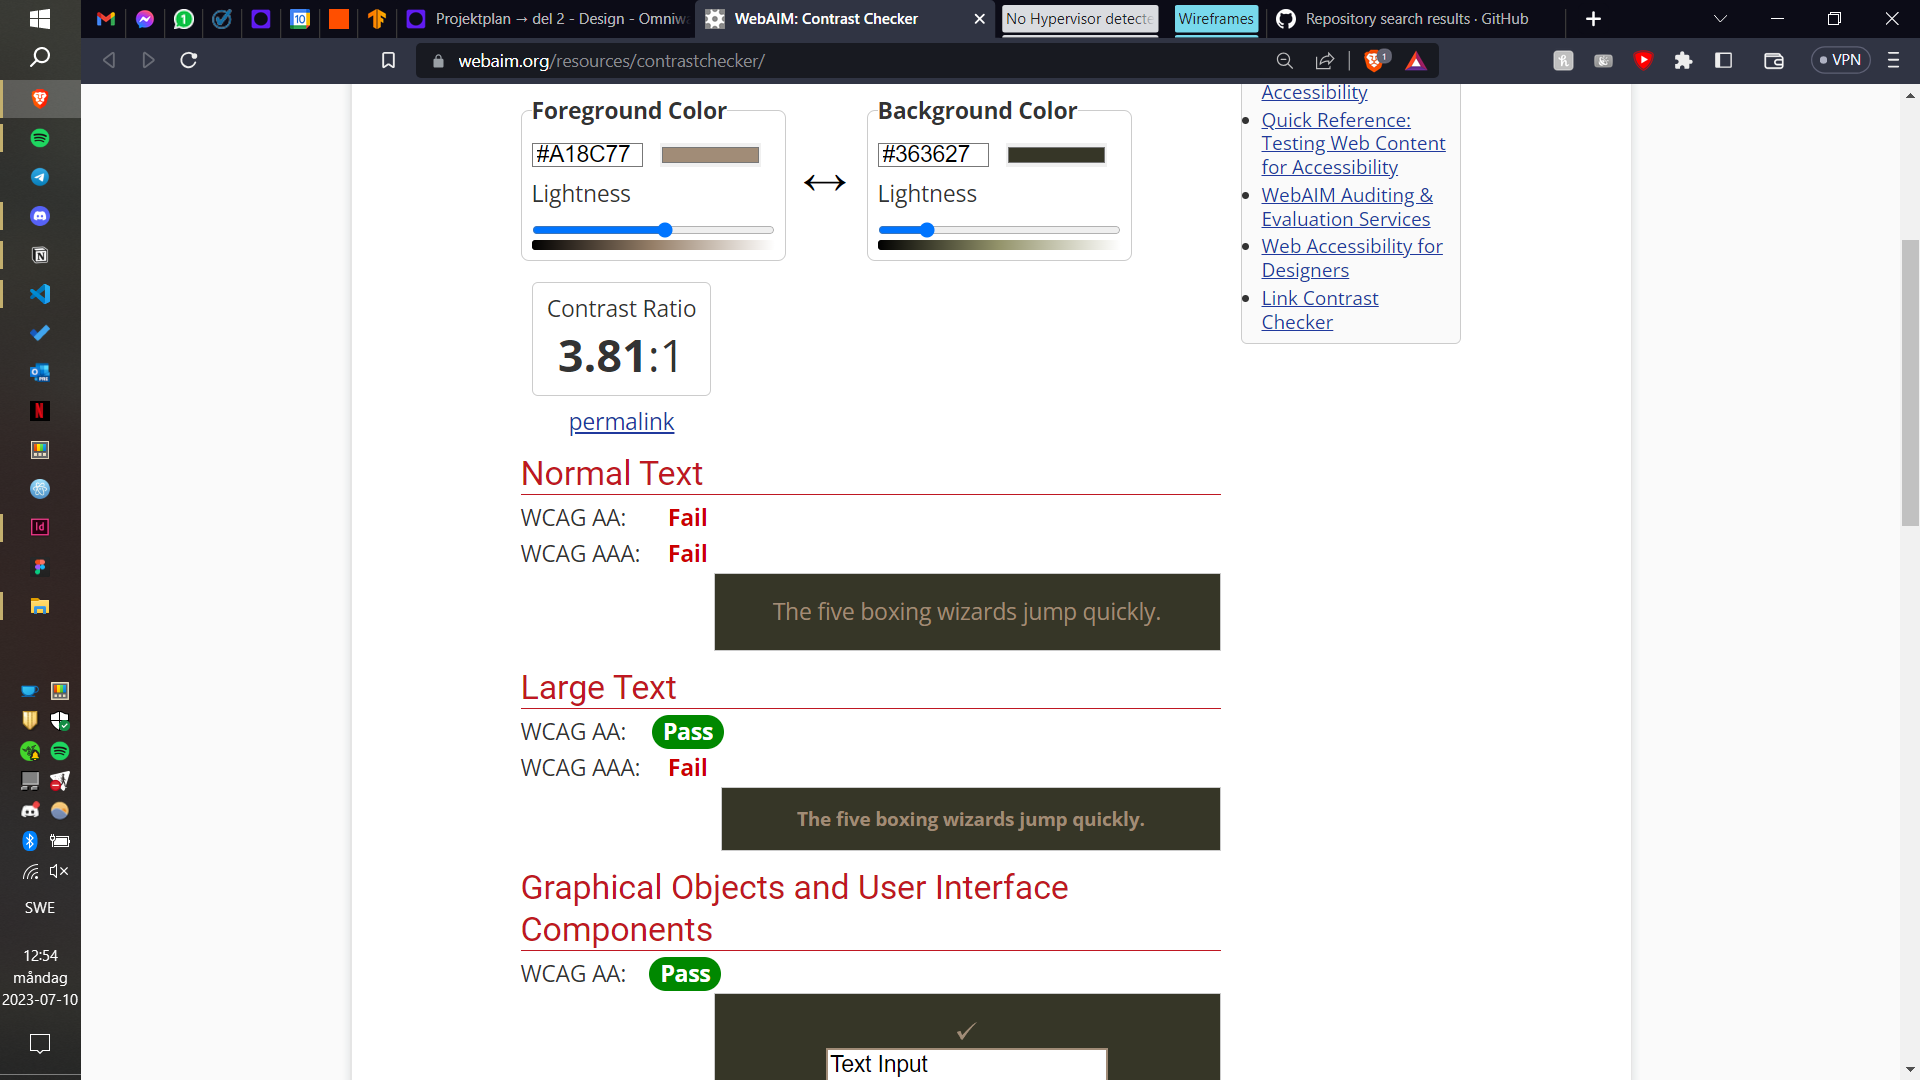 Projektplan → del 2 - Design - Omniw
WebAIM: Contrast Checker
No Hypervisor detecte
Wireframes
Repository search results · GitHub
webaim.org/resources/contrastchecker/
1
VPN
Foreground Color
#A18C77
Lightness
Background Color
#363627
Lightness
Contrast Ratio
3.81:1
permalink
Normal Text
WCAG AA: Fail
WCAG AAA: Fail
The five boxing wizards jump quickly.
Large Text
WCAG AA: Pass
WCAG AAA: Fail
The five boxing wizards jump quickly.
Graphical Objects and User Interface
Components
WCAG AA: Pass
Text Input
Accessibility
Quick Reference:
Testing Web Content
for Accessibility
WebAIM Auditing &
Evaluation Services
Web Accessibility for
Designers
Link Contrast
Checker
SWE
12:54
måndag
2023-07-10